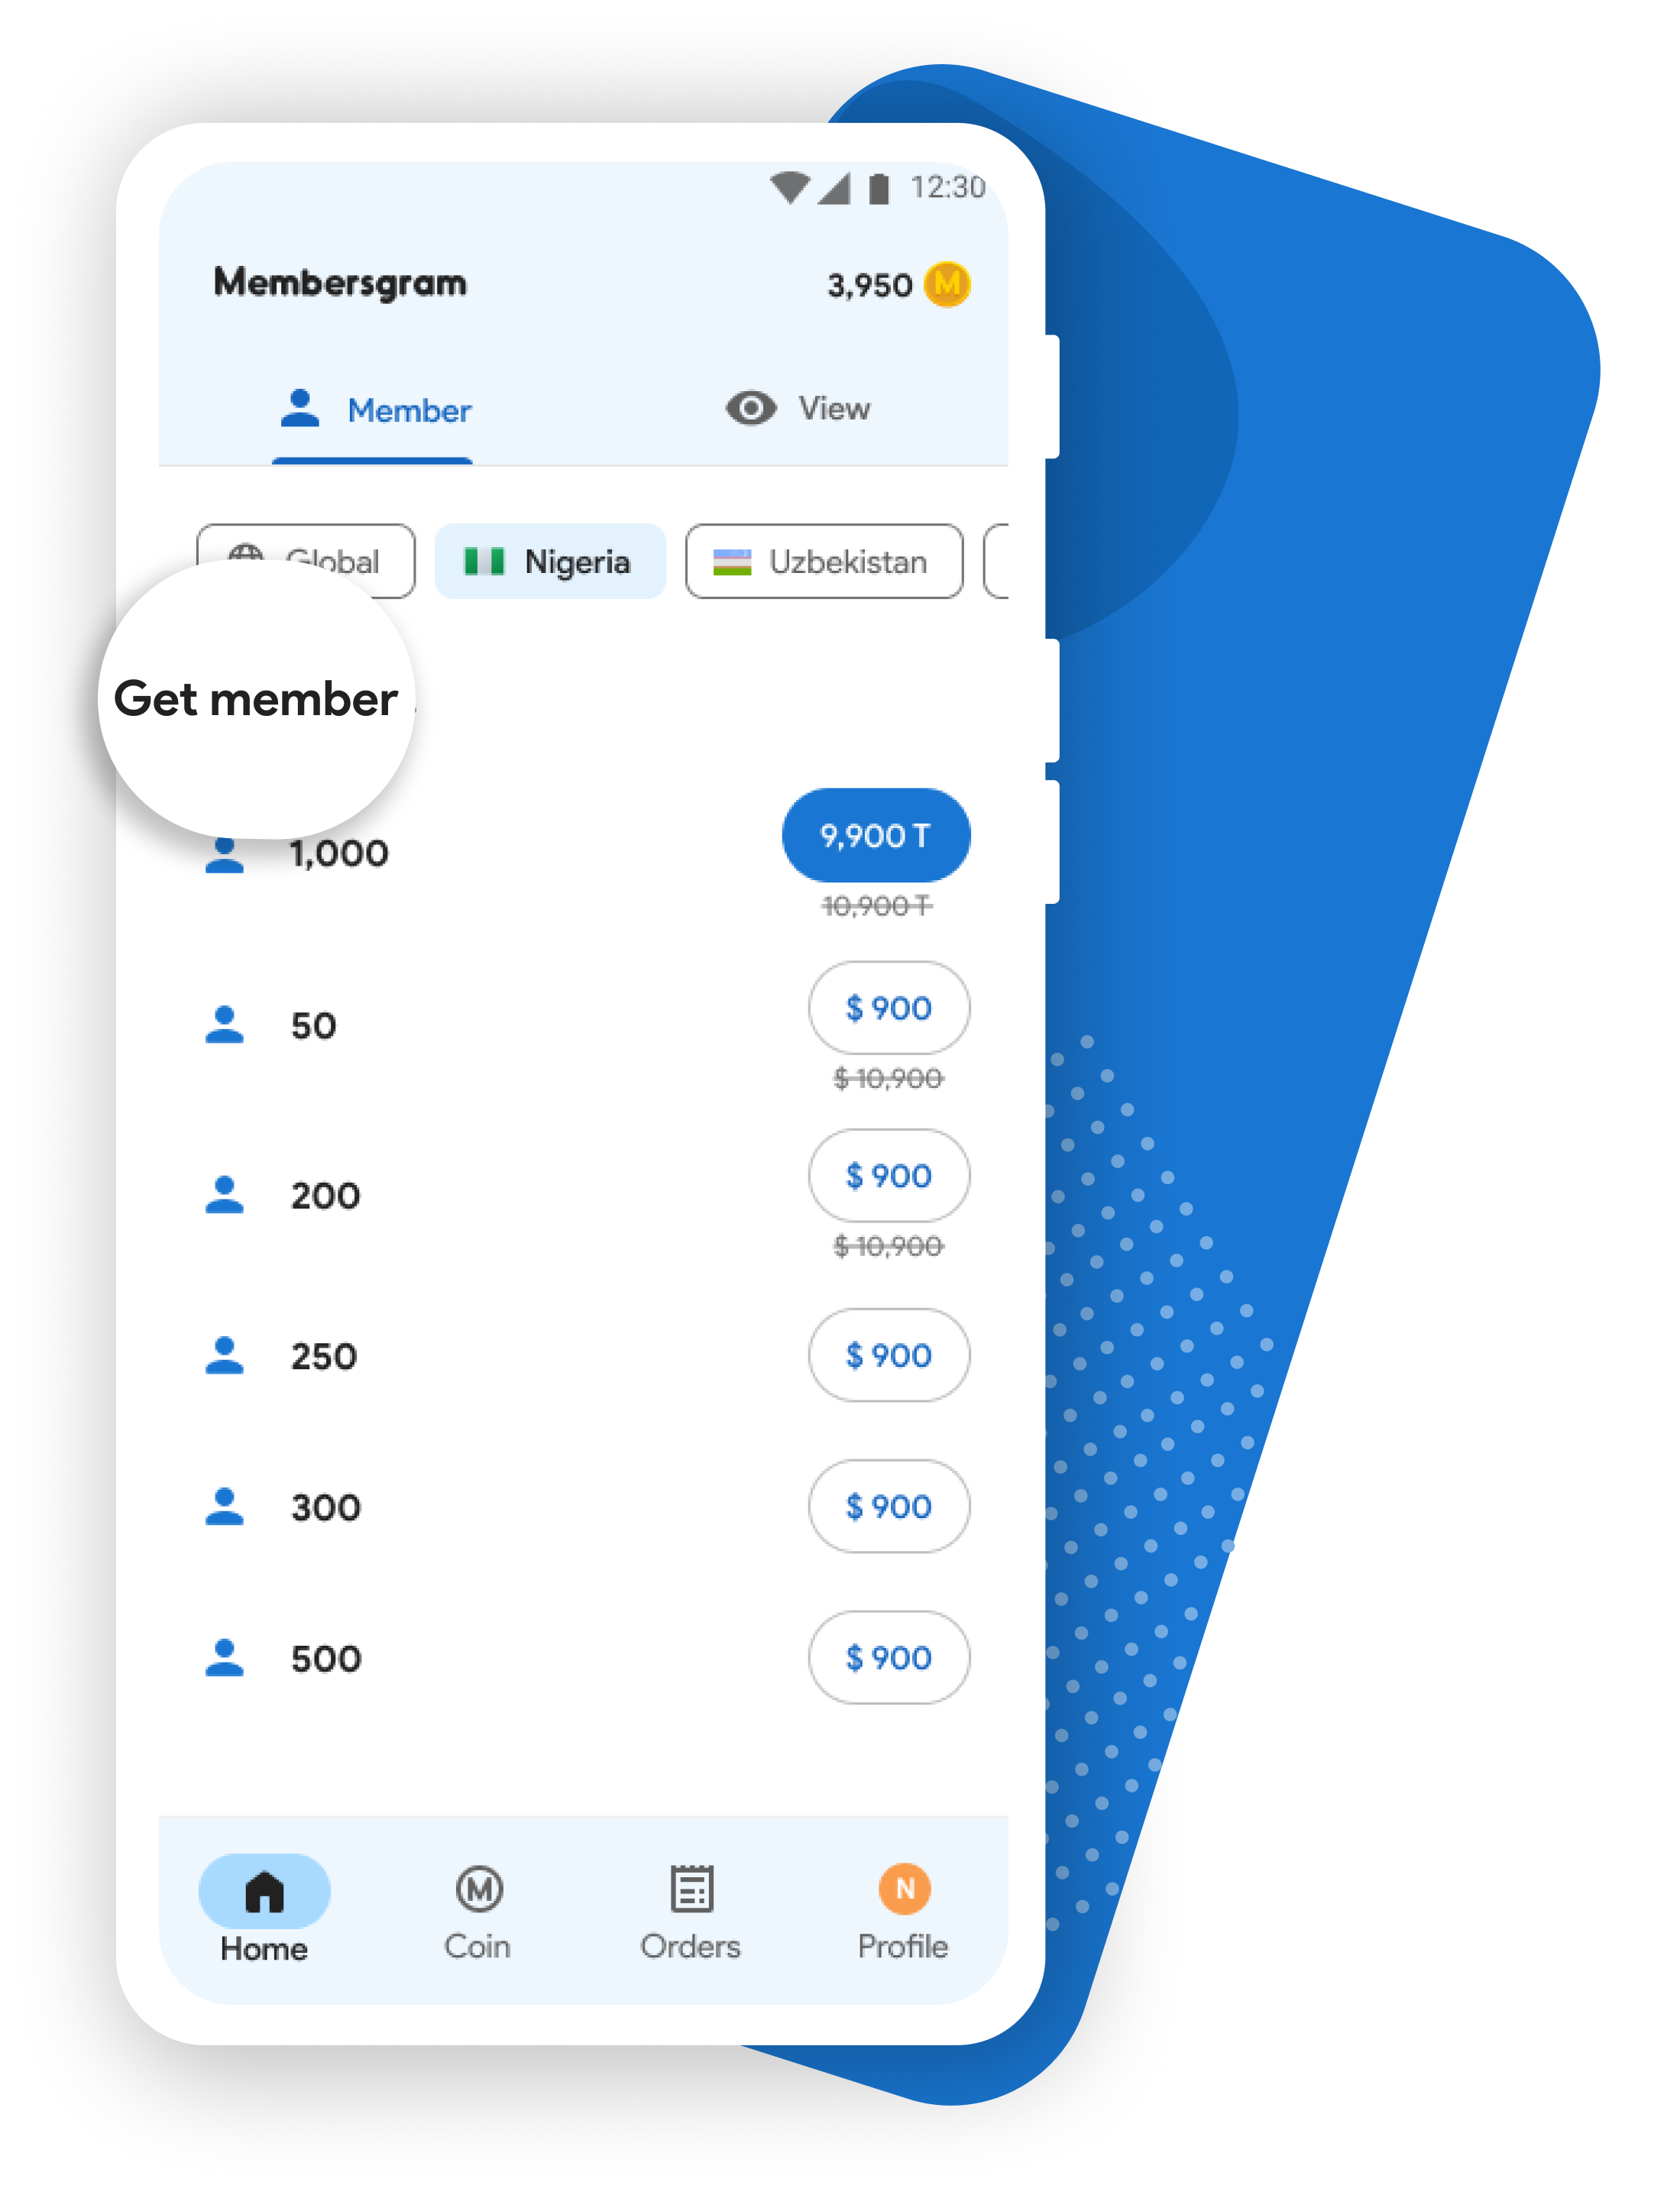 12:30
Membersgram 3,950 M
Member View
Global Nigeria Uzbekistan
Get member
1,000 9,900 T
10,900 T
50 $ 900
$ 10,900
200 $ 900
$ 10,900
250 $ 900
300 $ 900
500 $ 900
M N
Home Coin Orders Profile